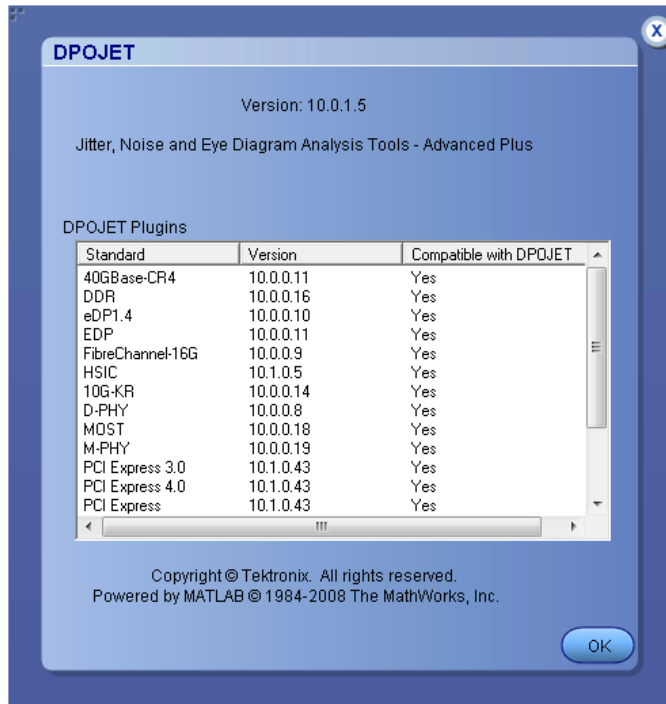 X
DPOJET
Version: 10.0.1.5
Jitter, Noise and Eye Diagram Analysis Tools - Advanced Plus
DPOJET Plugins
Standard Version Compatible with DPOJET
40GBase-CR4 10.0.0.11 Yes
DDR 10.0.0.16 Yes
eDP1.4 10.0.0.10 Yes
EDP 10.0.0.11 Yes
FibreChannel-16G 10.0.0.9 Yes
HSIC 10.1.0.5 Yes
10G-KR 10.0.0.14 Yes
D-PHY 10.0.0.8 Yes
MOST 10.0.0.18 Yes
M-PHY 10.0.0.19 Yes
PCI Express 3.0 10.1.0.43 Yes
PCI Express 4.0 10.1.0.43 Yes
PCI Express 10.1.0.43 Yes
Copyright © Tektronix. All rights reserved.
Powered by MATLAB © 1984-2008 The MathWorks, Inc.
OK